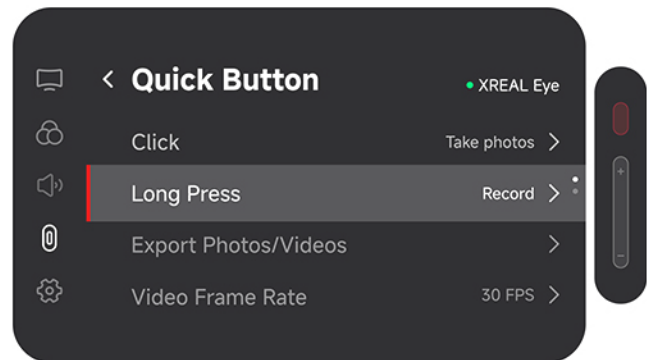 Quick Button
XREAL Eye
Click Take photos
Long Press Record
Export Photos/Videos
Video Frame Rate 30 FPS
+
-